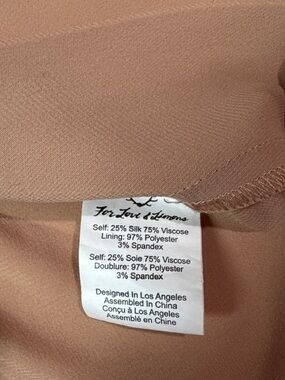 For Love & Lemons
Self: 25% Silk 75% Viscose
Lining: 97% Polyester
3% Spandex
Self: 25% Soie 75% Viscose
Doublure: 97% Polyester
3% Spandex
Designed In Los Angeles
Assembled In China
Conçu à Los Angeles
Assemblé en Chine